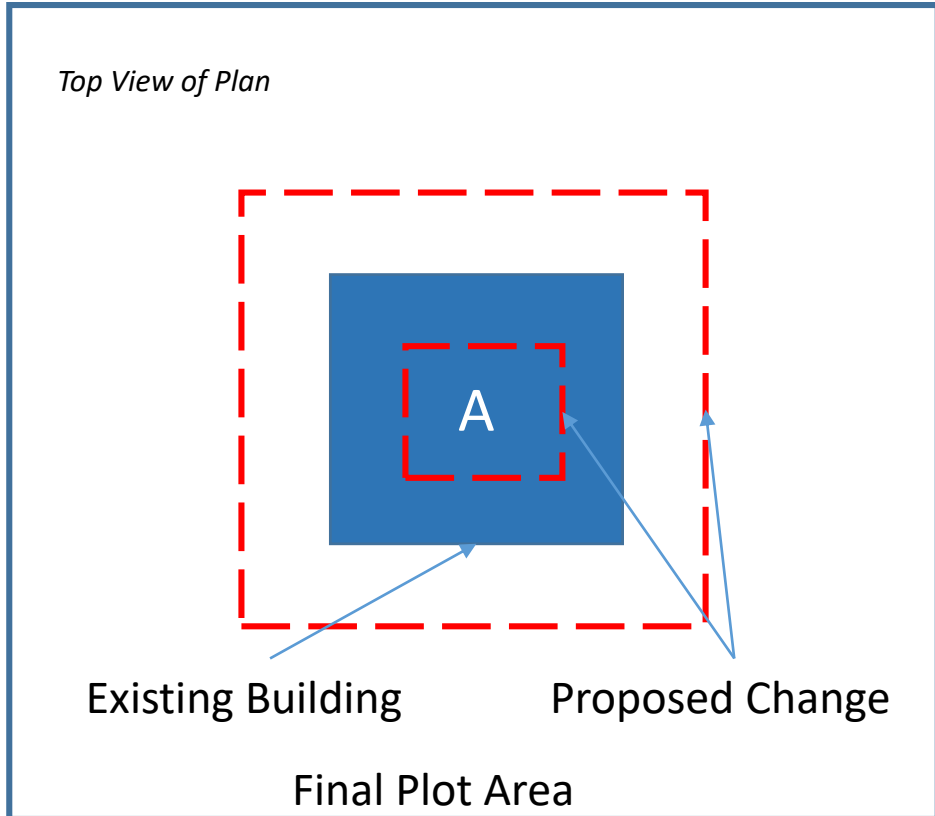 Top View of Plan
A
Existing Building
Proposed Change
Final Plot Area